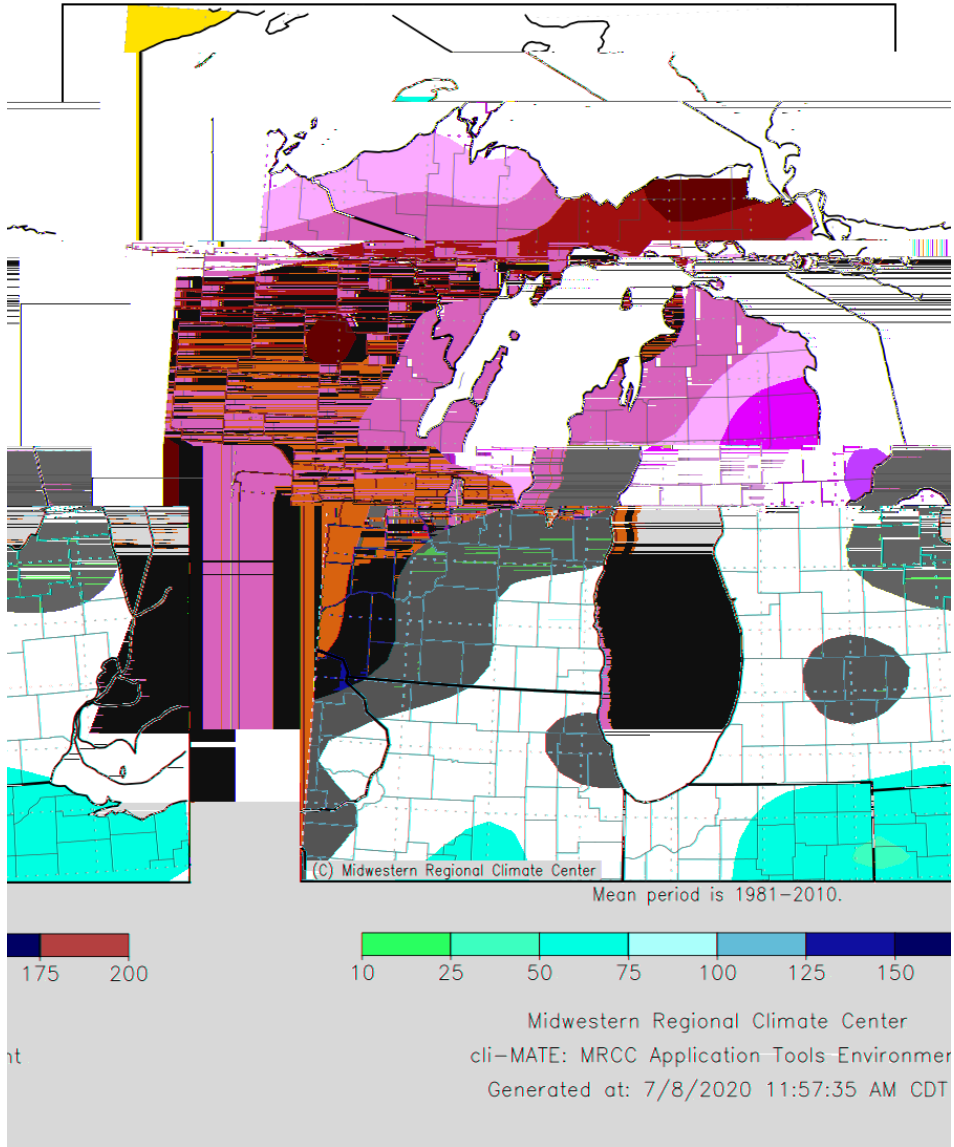 (C) Midwestern Regional Climate Center
Mean period is 1981-2010.
175 200 10 25 50 75 100 125 150
Midwestern Regional Climate Center
nt cli-MATE: MRCC Application Tools Environmen
Generated at: 7/8/2020 11:57:35 AM CDT